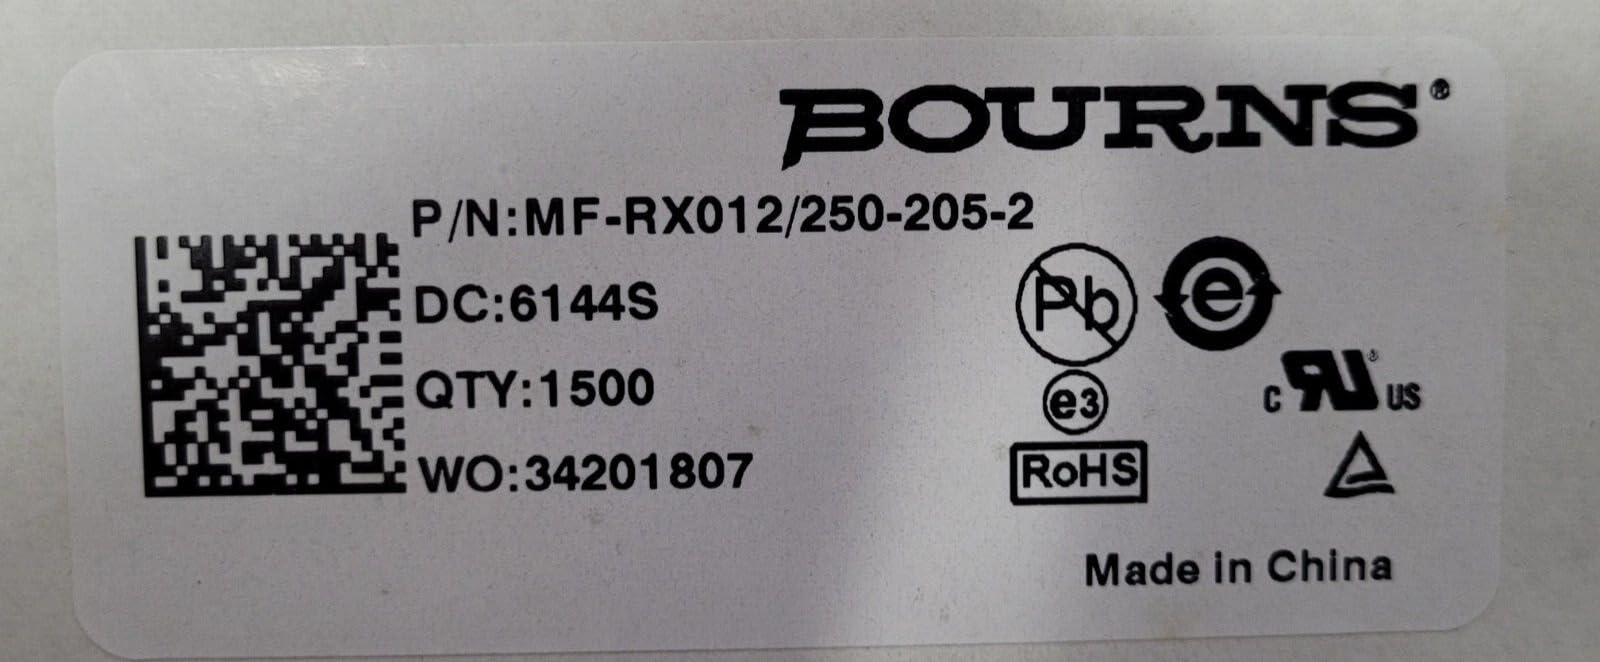 BOURNS®
P/N:MF-RX012/250-205-2
DC:6144S
QTY:1500
WO:34201807
Pb
e
e3
c RU® US
RoHS
Made in China